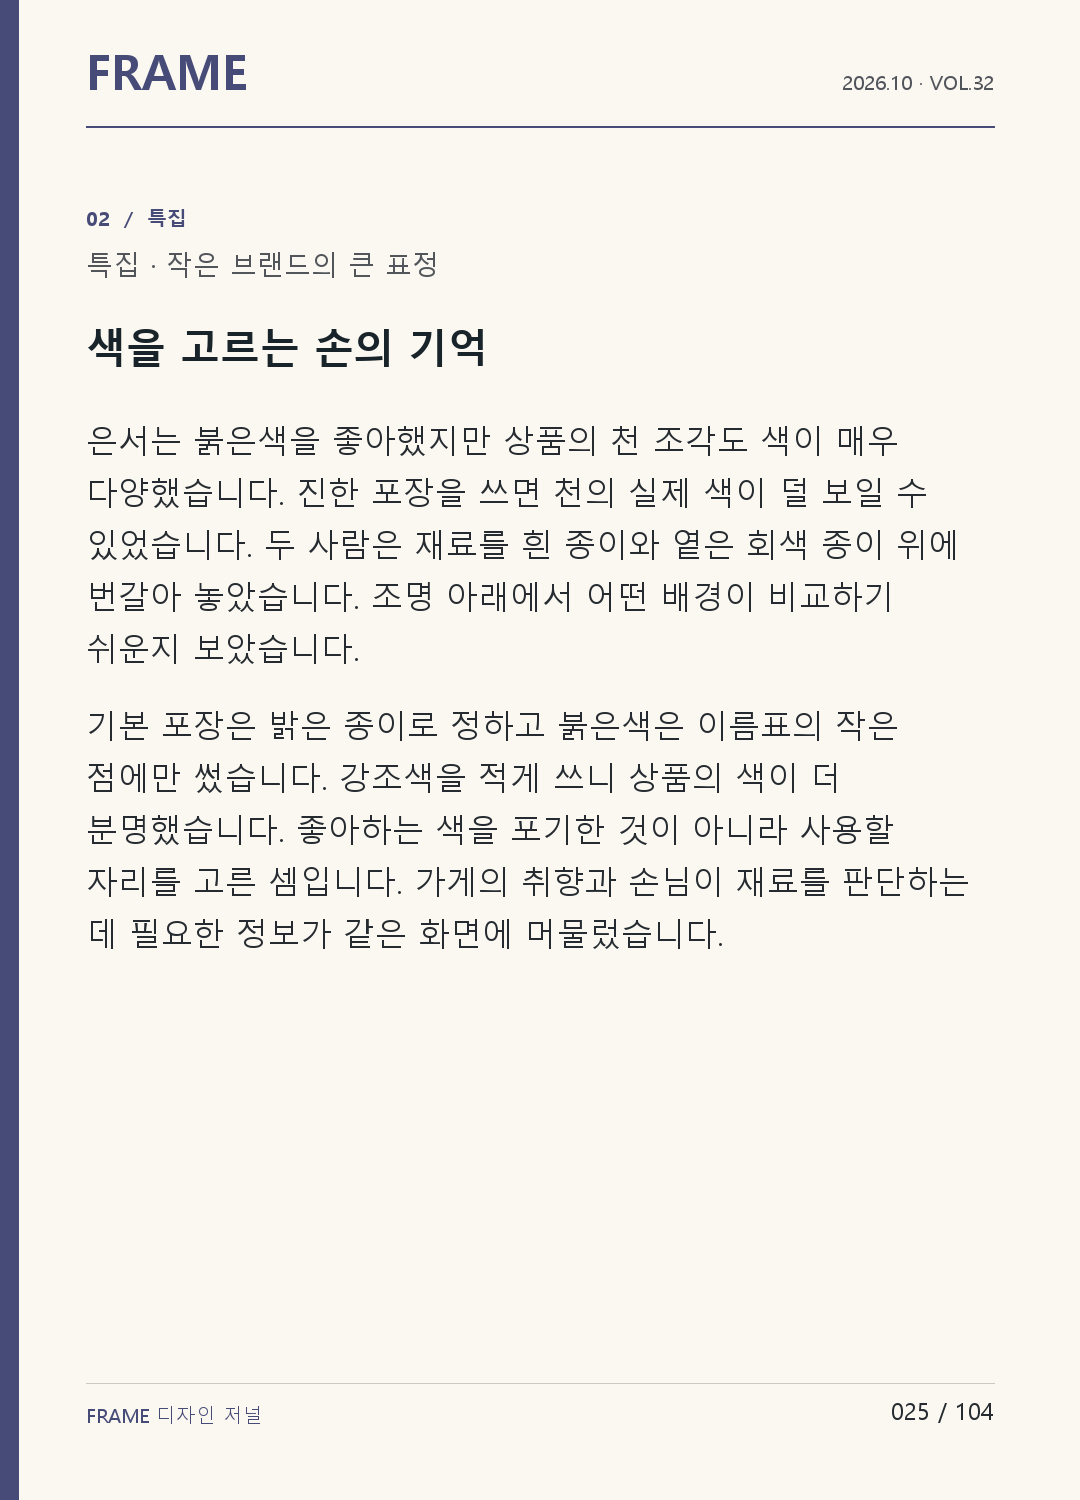 FRAME
2026.10 · VOL.32
02 / 특집
특집 · 작은 브랜드의 큰 표정
색을 고르는 손의 기억
은서는 붉은색을 좋아했지만 상품의 천 조각도 색이 매우
다양했습니다. 진한 포장을 쓰면 천의 실제 색이 덜 보일 수
있었습니다. 두 사람은 재료를 흰 종이와 옅은 회색 종이 위에
번갈아 놓았습니다. 조명 아래에서 어떤 배경이 비교하기
쉬운지 보았습니다.
기본 포장은 밝은 종이로 정하고 붉은색은 이름표의 작은
점에만 썼습니다. 강조색을 적게 쓰니 상품의 색이 더
분명했습니다. 좋아하는 색을 포기한 것이 아니라 사용할
자리를 고른 셈입니다. 가게의 취향과 손님이 재료를 판단하는
데 필요한 정보가 같은 화면에 머물렀습니다.
FRAME 디자인 저널
025 / 104